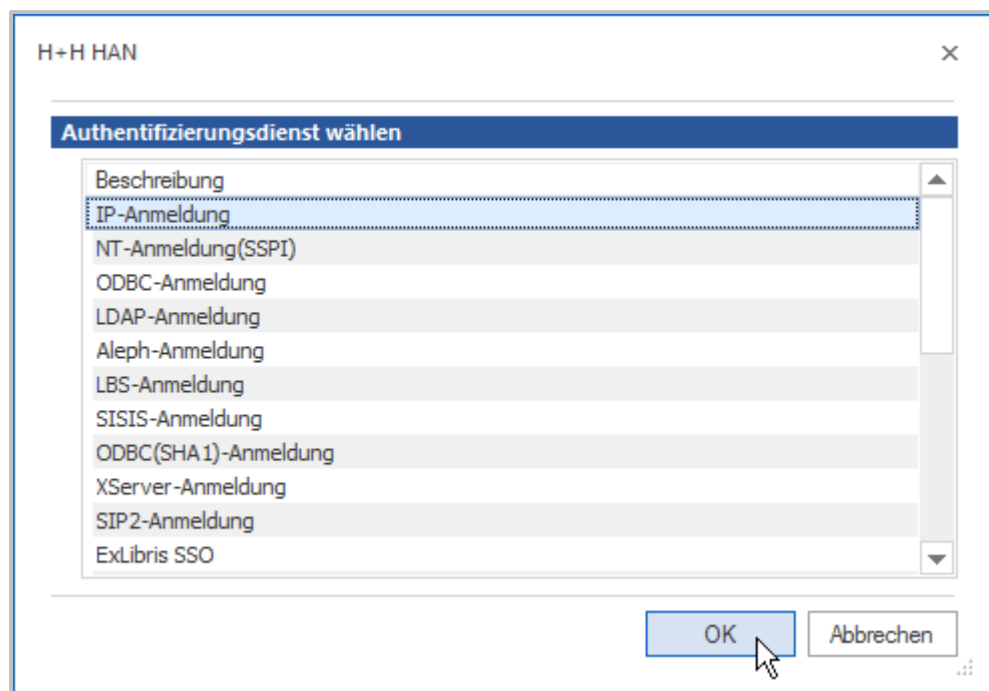 H+H HAN
Authentifizierungsdienst wählen
Beschreibung
IP-Anmeldung
NT-Anmeldung(SSPI)
ODBC-Anmeldung
LDAP-Anmeldung
Aleph-Anmeldung
LBS-Anmeldung
SISIS-Anmeldung
ODBC(SHA1)-Anmeldung
XServer-Anmeldung
SIP2-Anmeldung
ExLibris SSO
OK Abbrechen